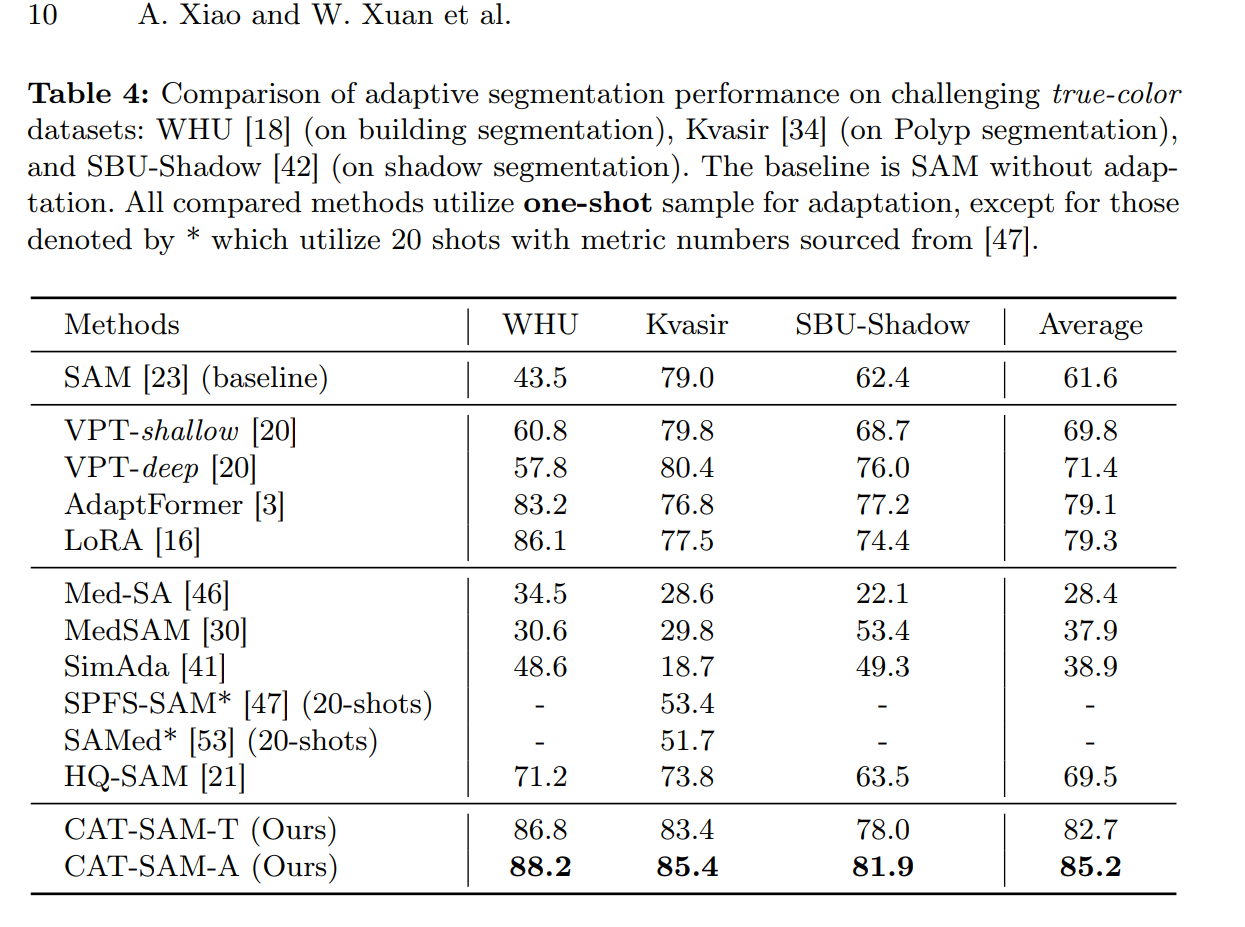 10 A. Xiao and W. Xuan et al.
Table 4: Comparison of adaptive segmentation performance on challenging true-color
datasets: WHU [18] (on building segmentation), Kvasir [34] (on Polyp segmentation),
and SBU-Shadow [42] (on shadow segmentation). The baseline is SAM without adap-
tation. All compared methods utilize one-shot sample for adaptation, except for those
denoted by * which utilize 20 shots with metric numbers sourced from [47].
Methods WHU Kvasir SBU-Shadow Average
SAM [23] (baseline) 43.5 79.0 62.4 61.6
VPT-shallow [20] 60.8 79.8 68.7 69.8
VPT-deep [20] 57.8 80.4 76.0 71.4
AdaptFormer [3] 83.2 76.8 77.2 79.1
LoRA [16] 86.1 77.5 74.4 79.3
Med-SA [46] 34.5 28.6 22.1 28.4
MedSAM [30] 30.6 29.8 53.4 37.9
SimAda [41] 48.6 18.7 49.3 38.9
SPFS-SAM* [47] (20-shots) - 53.4 - -
SAMed* [53] (20-shots) - 51.7 - -
HQ-SAM [21] 71.2 73.8 63.5 69.5
CAT-SAM-T (Ours) 86.8 83.4 78.0 82.7
CAT-SAM-A (Ours) 88.2 85.4 81.9 85.2